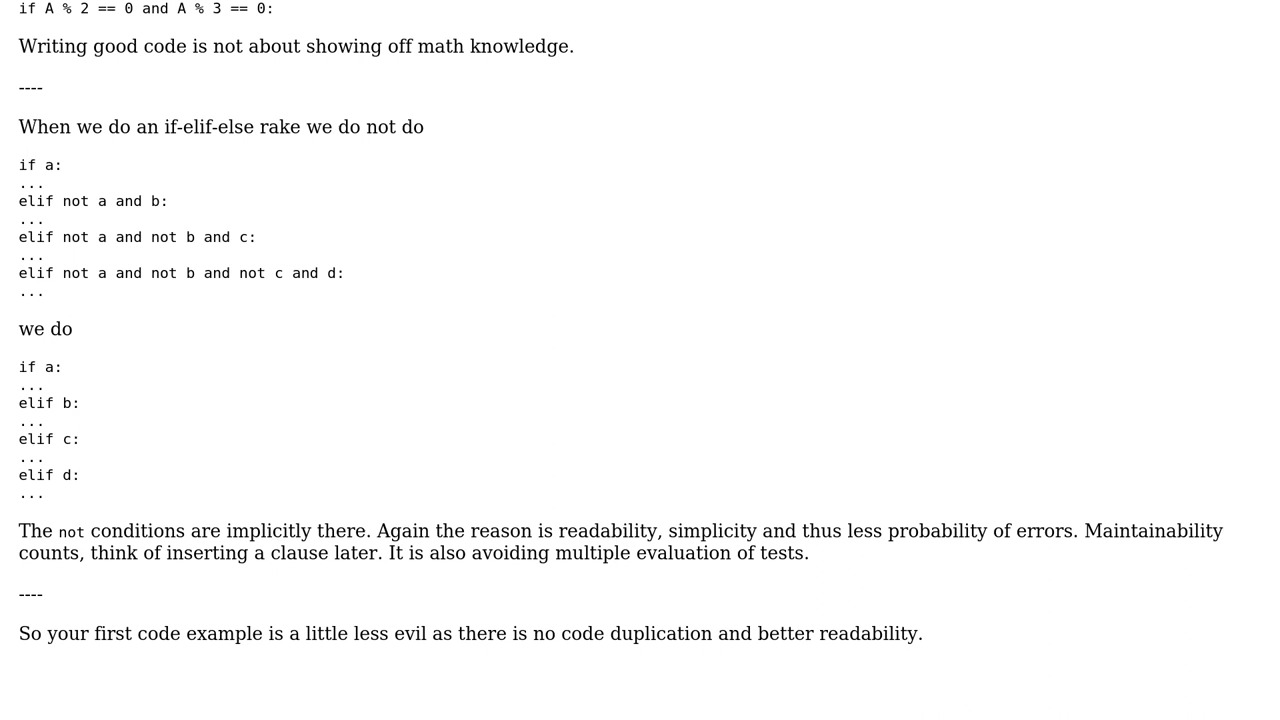 if A % 2 == 0 and A % 3 == 0:
Writing good code is not about showing off math knowledge.
----
When we do an if-elif-else rake we do not do
if a:
...
elif not a and b:
...
elif not a and not b and c:
...
elif not a and not b and not c and d:
...
we do
if a:
...
elif b:
...
elif c:
...
elif d:
...
The not conditions are implicitly there. Again the reason is readability, simplicity and thus less probability of errors. Maintainability
counts, think of inserting a clause later. It is also avoiding multiple evaluation of tests.
----
So your first code example is a little less evil as there is no code duplication and better readability.